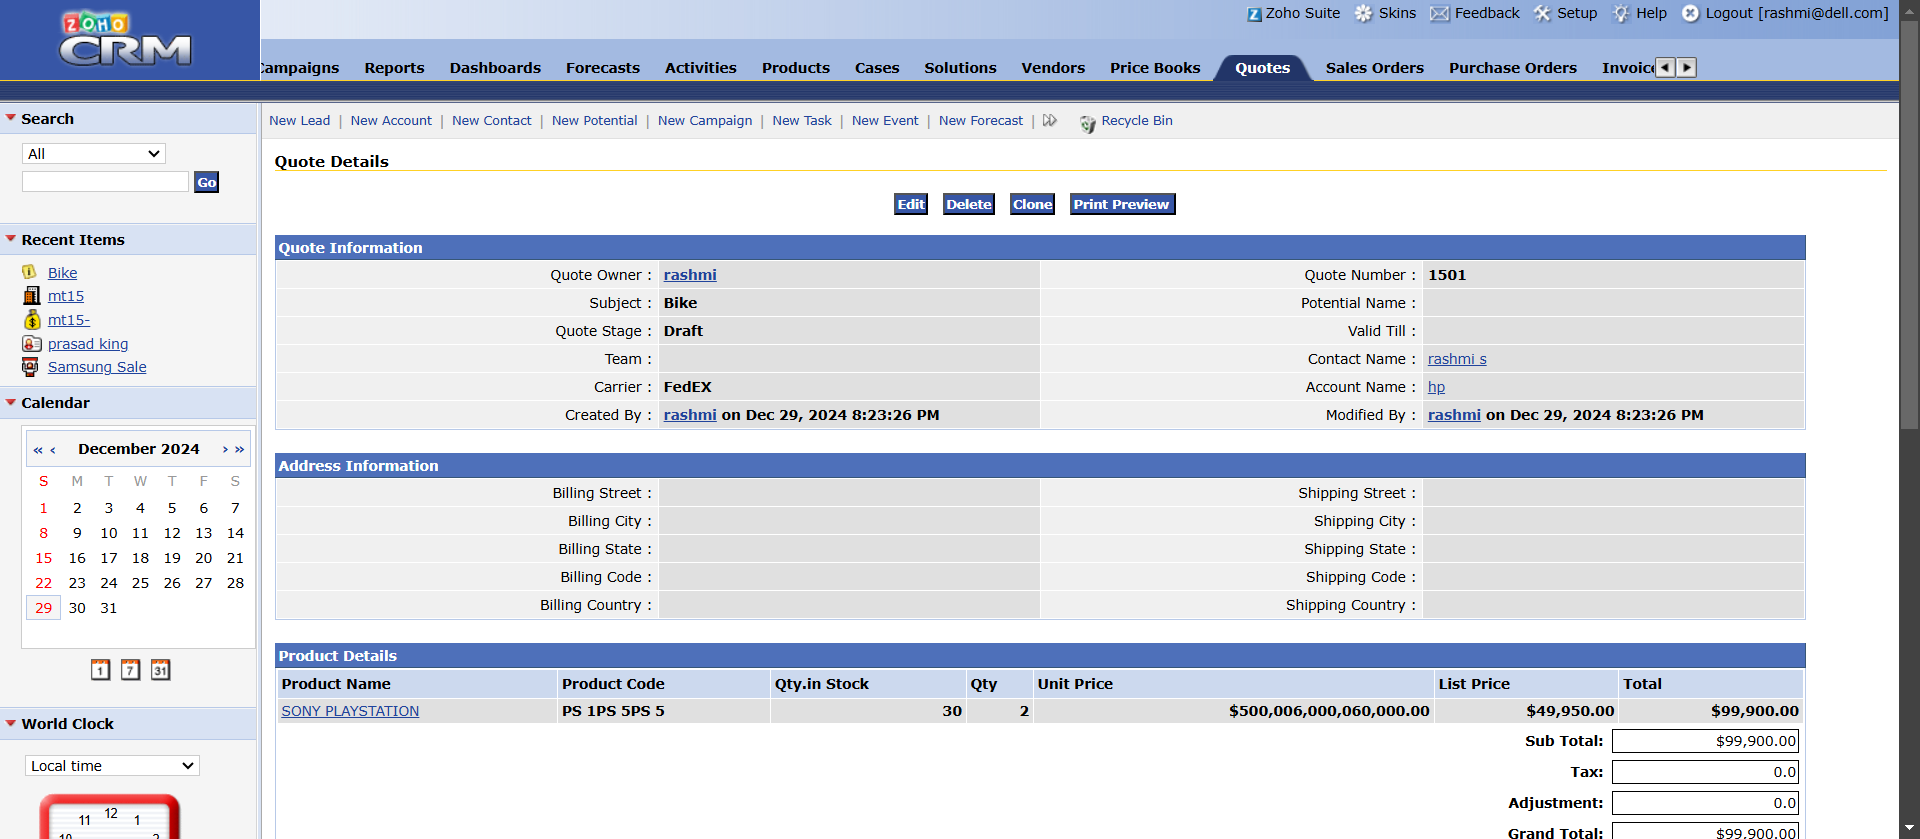 ZOHO
CRM
Zoho Suite Skins Feedback Setup Help Logout [rashmi@dell.com]
ampaigns Reports Dashboards Forecasts Activities Products Cases Solutions Vendors Price Books Quotes Sales Orders Purchase Orders Invoic
New Lead | New Account | New Contact | New Potential | New Campaign | New Task | New Event | New Forecast | Recycle Bin
Search
All
Go
Recent Items
Bike
mt15
mt15-
prasad king
Samsung Sale
Calendar
« ‹ December 2024 › »
S M T W T F S
1 2 3 4 5 6 7
8 9 10 11 12 13 14
15 16 17 18 19 20 21
22 23 24 25 26 27 28
29 30 31
1 7 31
World Clock
Local time
11 12 1
10 2
Quote Details
Edit Delete Clone Print Preview
Quote Information
Quote Owner : rashmi Quote Number : 1501
Subject : Bike Potential Name :
Quote Stage : Draft Valid Till :
Team : Contact Name : rashmi s
Carrier : FedEX Account Name : hp
Created By : rashmi on Dec 29, 2024 8:23:26 PM Modified By : rashmi on Dec 29, 2024 8:23:26 PM
Address Information
Billing Street : Shipping Street :
Billing City : Shipping City :
Billing State : Shipping State :
Billing Code : Shipping Code :
Billing Country : Shipping Country :
Product Details
Product Name Product Code Qty.in Stock Qty Unit Price List Price Total
SONY PLAYSTATION PS 1PS 5PS 5 30 2 $500,006,000,060,000.00 $49,950.00 $99,900.00
Sub Total: $99,900.00
Tax: 0.0
Adjustment: 0.0
Grand Total: $99,900.00